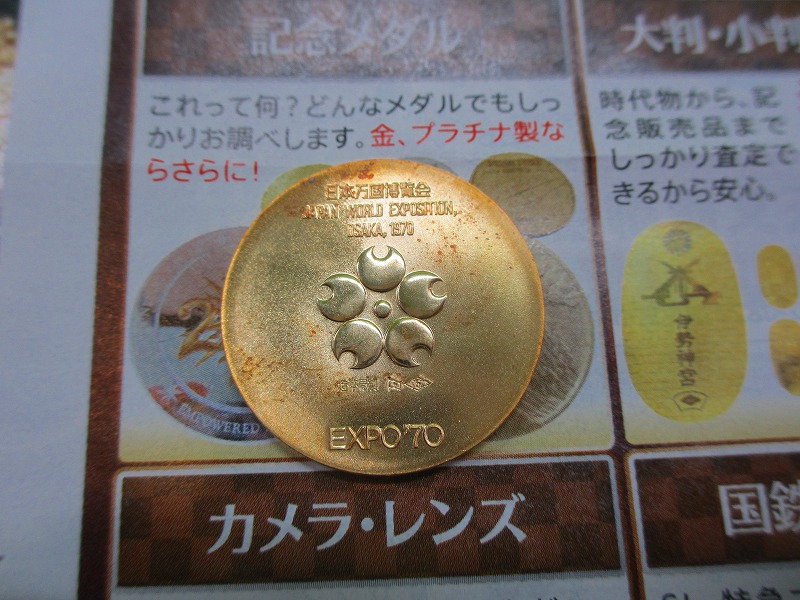 記念メダル
これって何？どんなメダルでもしっ
かりお調べします。金、プラチナ製な
らさらに！
大判・小判
時代物から、記
念販売品まで
しっかり査定で
きるから安心。
日本万国博覧会
JAPAN WORLD EXPOSITION,
OSAKA, 1970
EXPO'70
EMPOWERED
伊勢神宮
カメラ・レンズ
国鉄